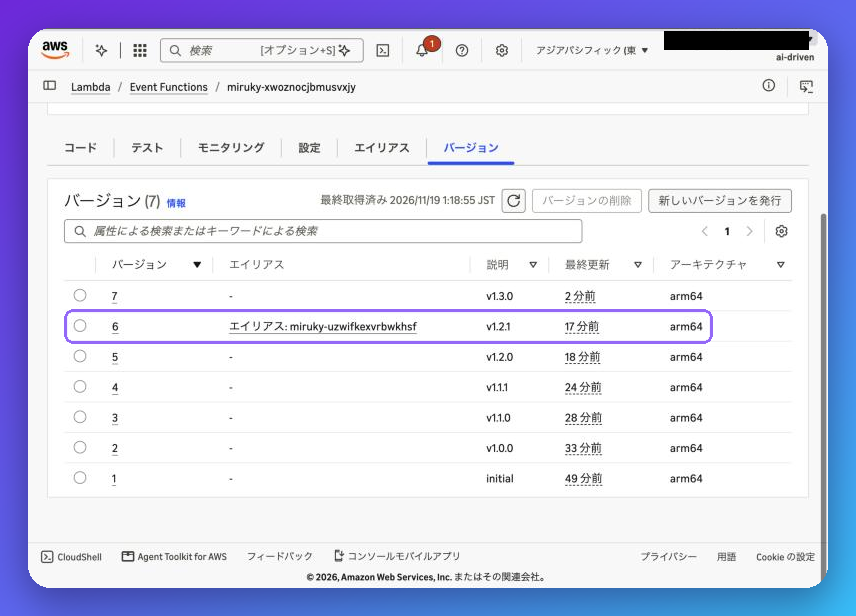 aws
検索
[オプション+S]
1
アジアパシフィック (東
ai-driven
Lambda / Event Functions / miruky-xwoznocjbmusvxjy
コード
テスト
モニタリング
設定
エイリアス
バージョン
バージョン (7) 情報
最終取得済み 2026/11/19 1:18:55 JST
バージョンの削除
新しいバージョンを発行
属性による検索またはキーワードによる検索
1
バージョン エイリアス 説明 最終更新 アーキテクチャ
7 - v1.3.0 2 分前 arm64
6 エイリアス: miruky-uzwifkexvrbwkhsf v1.2.1 17 分前 arm64
5 - v1.2.0 18 分前 arm64
4 - v1.1.1 24 分前 arm64
3 - v1.1.0 28 分前 arm64
2 - v1.0.0 33 分前 arm64
1 - initial 49 分前 arm64
CloudShell Agent Toolkit for AWS フィードバック コンソールモバイルアプリ プライバシー 用語 Cookie の設定
© 2026, Amazon Web Services, Inc. またはその関連会社。